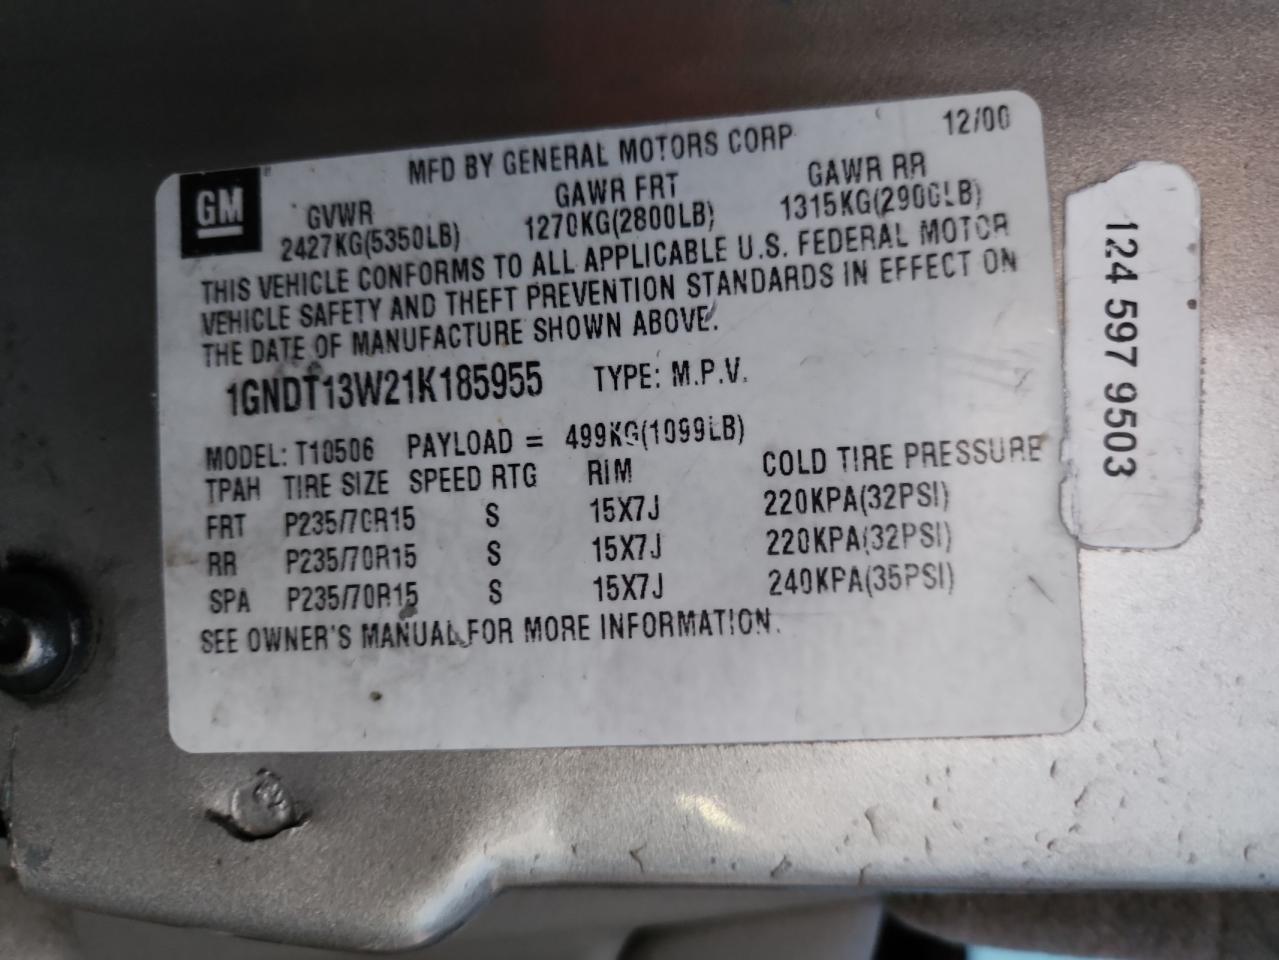 12/00
MFD BY GENERAL MOTORS CORP
GM
GVWR GAWR FRT GAWR RR
2427KG(5350LB) 1270KG(2800LB) 1315KG(2900LB)
THIS VEHICLE CONFORMS TO ALL APPLICABLE U.S. FEDERAL MOTOR
VEHICLE SAFETY AND THEFT PREVENTION STANDARDS IN EFFECT ON
THE DATE OF MANUFACTURE SHOWN ABOVE.
1GNDT13W21K185955 TYPE: M.P.V.
MODEL: T10506 PAYLOAD = 499KG(1099LB)
TPAH TIRE SIZE SPEED RTG RIM COLD TIRE PRESSURE
FRT P235/70R15 S 15X7J 220KPA(32PSI)
RR P235/70R15 S 15X7J 220KPA(32PSI)
SPA P235/70R15 S 15X7J 240KPA(35PSI)
SEE OWNER'S MANUAL FOR MORE INFORMATION.
124 597 9503